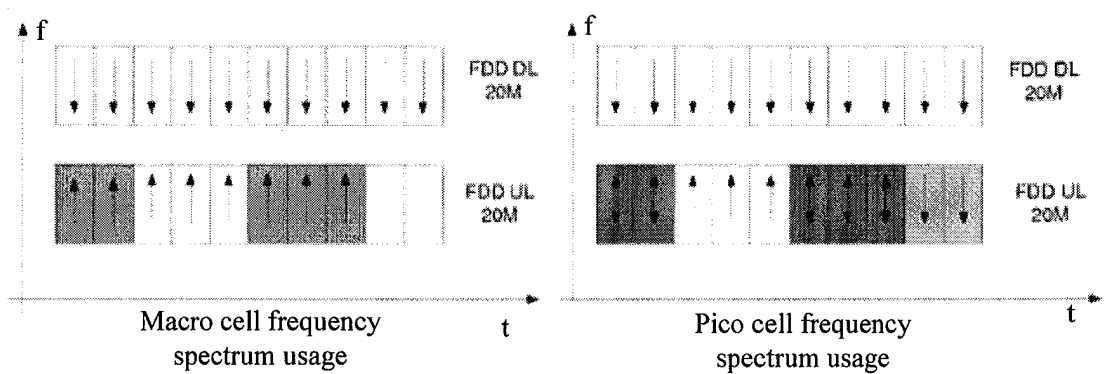 f
FDD DL
20M
FDD UL
20M
t
Macro cell frequency
spectrum usage
f
FDD DL
20M
FDD UL
20M
t
Pico cell frequency
spectrum usage